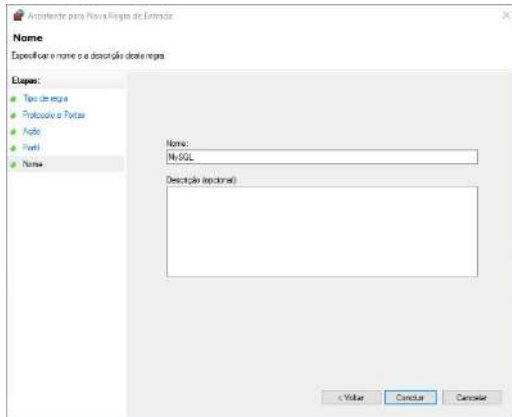 Assistente para Nova Regra de Entrada
Nome
Especificar o nome e a descrição desta regra.
Etapas:
Tipo de regra
Protocolo e Portas
Ação
Perfil
Nome
Nome:
MySQL
Descrição (opcional):
< Voltar
Concluir
Cancelar